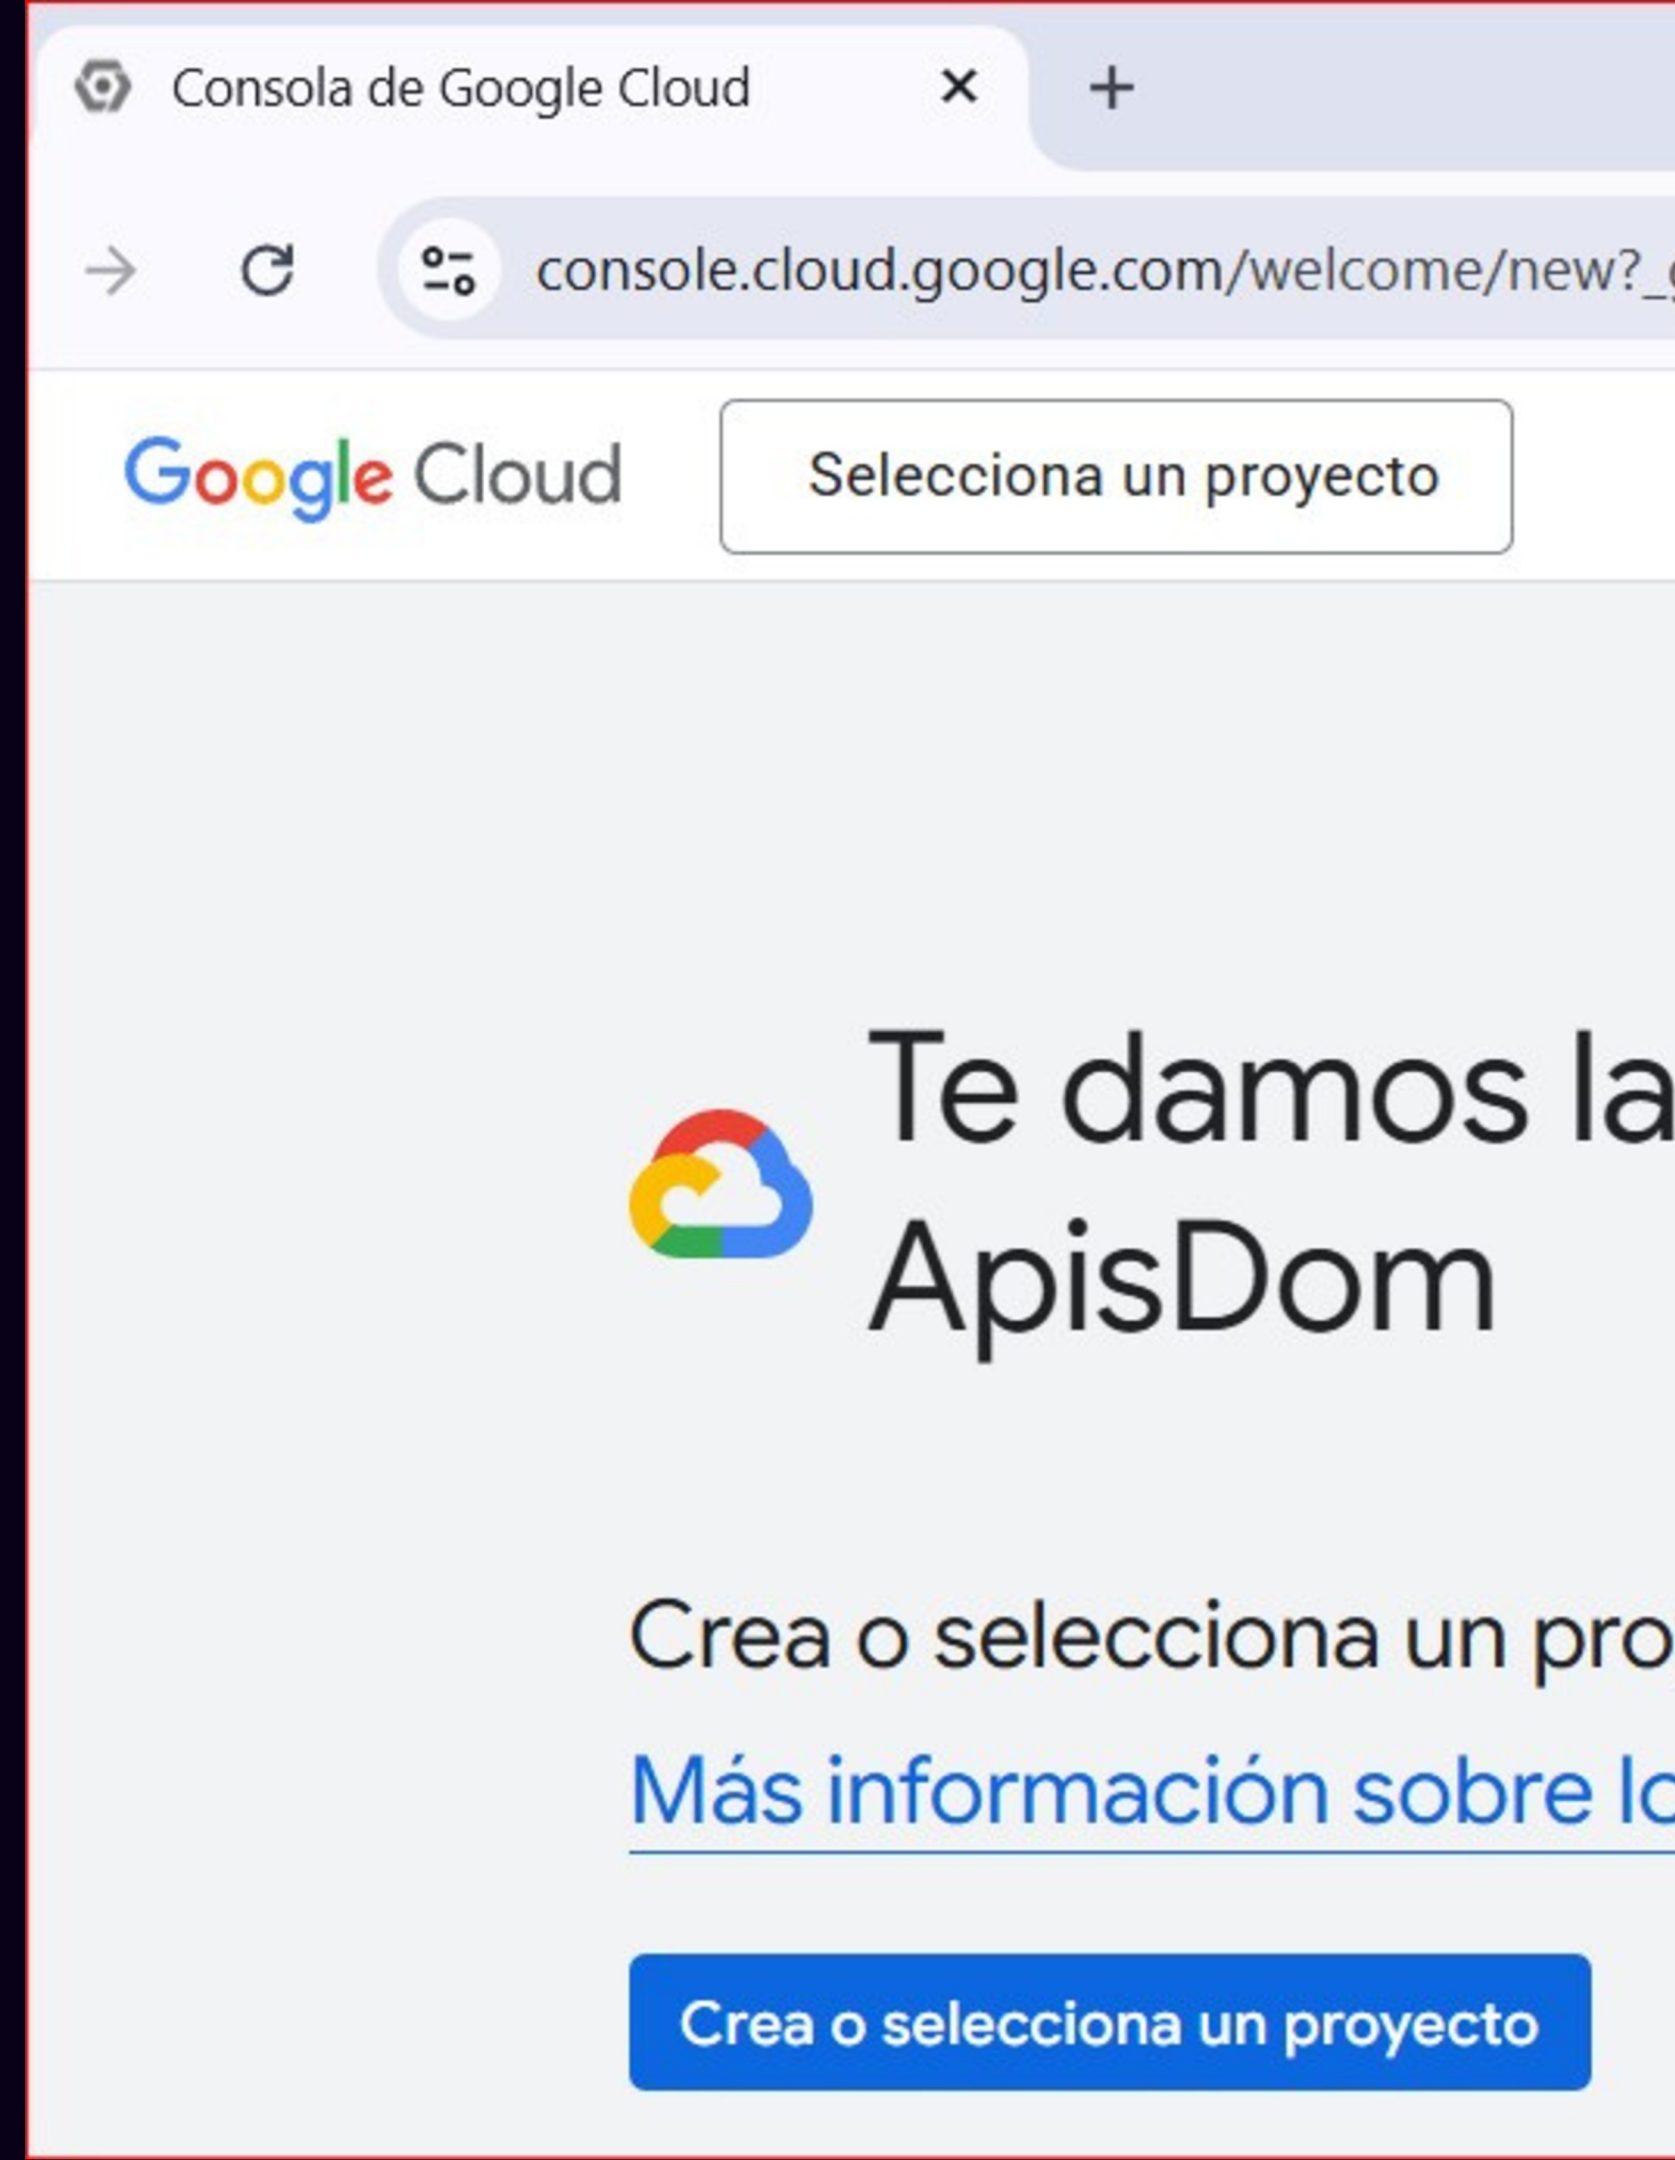 Consola de Google Cloud
console.cloud.google.com/welcome/new?_
Google Cloud
Selecciona un proyecto
Te damos la
ApisDom
Crea o selecciona un pro
Más información sobre lo
Crea o selecciona un proyecto